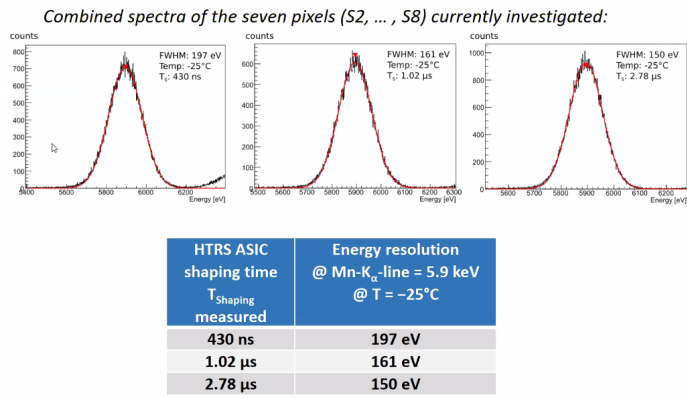 Combined spectra of the seven pixels (S2, … , S8) currently investigated:
counts
800
700
600
500
400
300
200
100
0
5400
5600
5800
6000
6200
Energy [eV]
FWHM: 197 eV
Temp: -25°C
Ts: 430 ns
counts
600
500
400
300
200
100
0
5500
5600
5700
5800
5900
6000
6100
6200
6300
Energy [eV]
FWHM: 161 eV
Temp: -25°C
Ts: 1.02 µs
counts
1000
800
600
400
200
0
5600
5700
5800
5900
6000
6100
6200
Energy [eV]
FWHM: 150 eV
Temp: -25°C
Ts: 2.78 µs
HTRS ASIC
shaping time
TShaping
measured
Energy resolution
@ Mn-Kα-line = 5.9 keV
@ T = −25°C
430 ns
197 eV
1.02 µs
161 eV
2.78 µs
150 eV